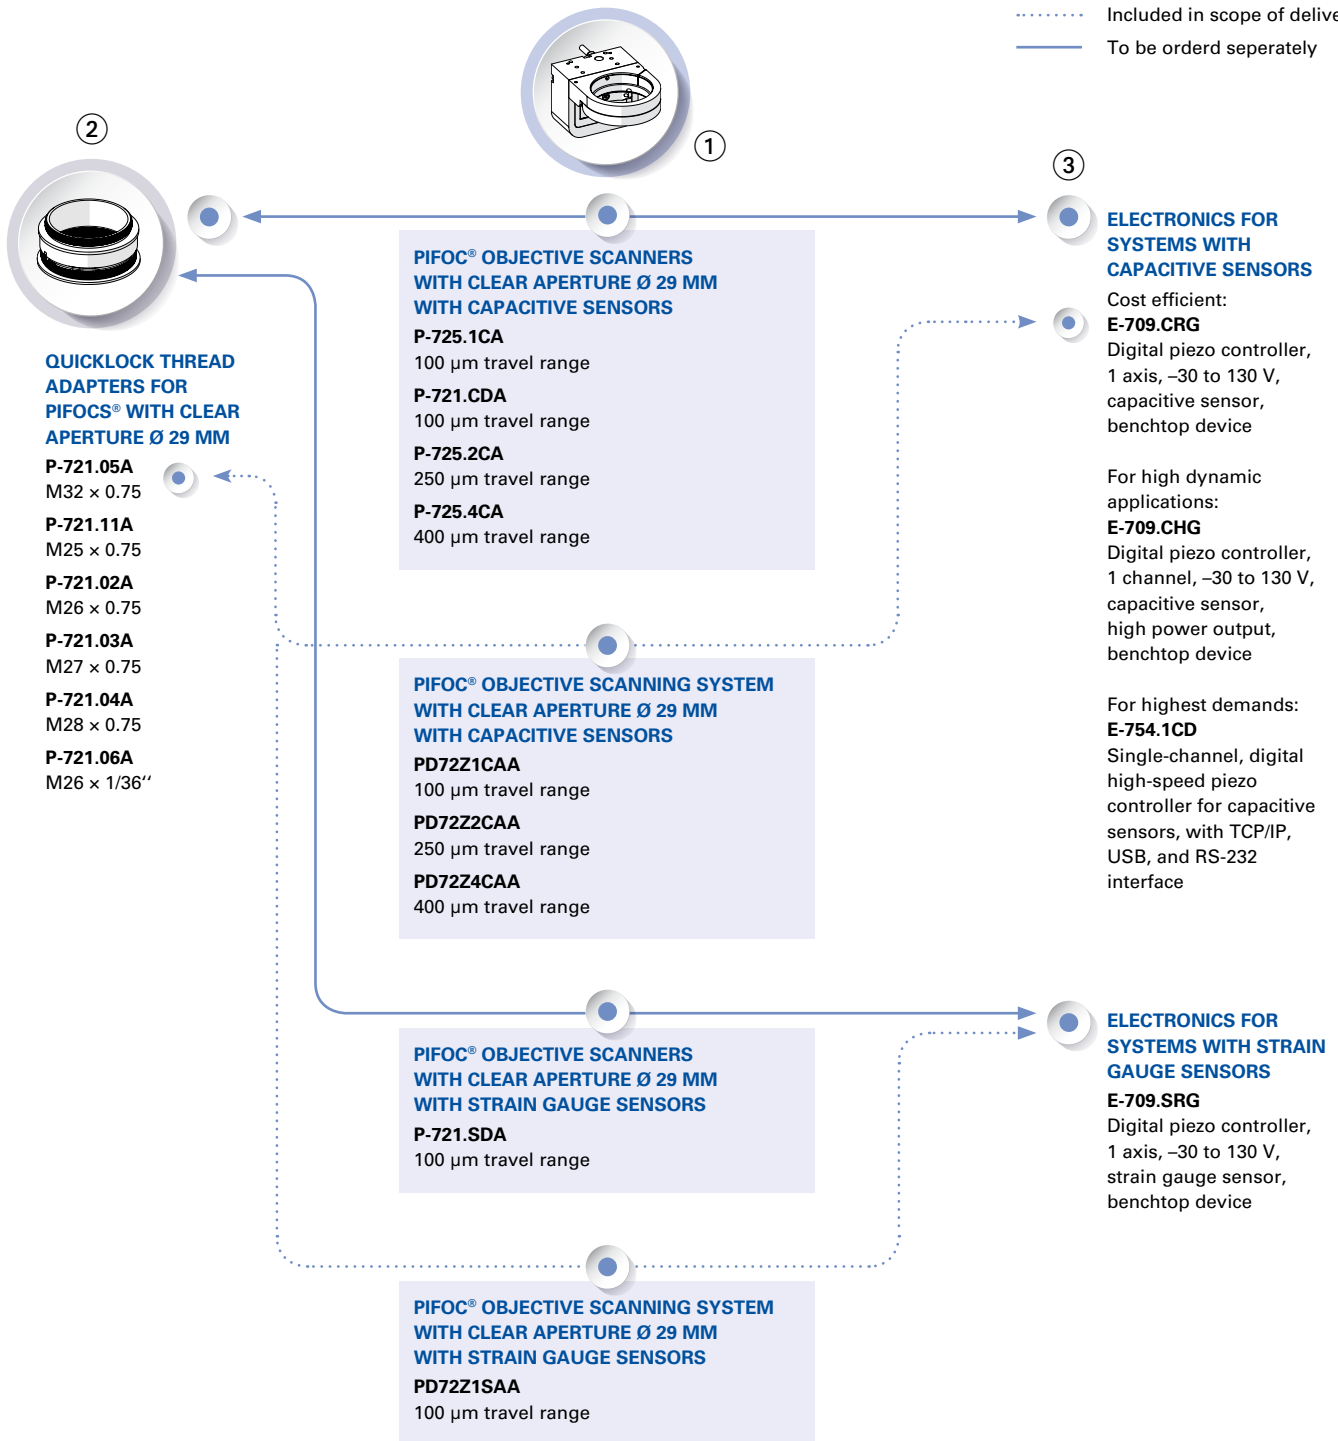 Included in scope of delive
To be orderd seperately
1
2
3
QUICKLOCK THREAD
ADAPTERS FOR
PIFOCS® WITH CLEAR
APERTURE Ø 29 MM
P-721.05A
M32 × 0.75
P-721.11A
M25 × 0.75
P-721.02A
M26 × 0.75
P-721.03A
M27 × 0.75
P-721.04A
M28 × 0.75
P-721.06A
M26 × 1/36‘‘
PIFOC® OBJECTIVE SCANNERS
WITH CLEAR APERTURE Ø 29 MM
WITH CAPACITIVE SENSORS
P-725.1CA
100 µm travel range
P-721.CDA
100 µm travel range
P-725.2CA
250 µm travel range
P-725.4CA
400 µm travel range
PIFOC® OBJECTIVE SCANNING SYSTEM
WITH CLEAR APERTURE Ø 29 MM
WITH CAPACITIVE SENSORS
PD72Z1CAA
100 µm travel range
PD72Z2CAA
250 µm travel range
PD72Z4CAA
400 µm travel range
PIFOC® OBJECTIVE SCANNERS
WITH CLEAR APERTURE Ø 29 MM
WITH STRAIN GAUGE SENSORS
P-721.SDA
100 µm travel range
PIFOC® OBJECTIVE SCANNING SYSTEM
WITH CLEAR APERTURE Ø 29 MM
WITH STRAIN GAUGE SENSORS
PD72Z1SAA
100 µm travel range
ELECTRONICS FOR
SYSTEMS WITH
CAPACITIVE SENSORS
Cost efficient:
E-709.CRG
Digital piezo controller,
1 axis, –30 to 130 V,
capacitive sensor,
benchtop device
For high dynamic
applications:
E-709.CHG
Digital piezo controller,
1 channel, –30 to 130 V,
capacitive sensor,
high power output,
benchtop device
For highest demands:
E-754.1CD
Single-channel, digital
high-speed piezo
controller for capacitive
sensors, with TCP/IP,
USB, and RS-232
interface
ELECTRONICS FOR
SYSTEMS WITH STRAIN
GAUGE SENSORS
E-709.SRG
Digital piezo controller,
1 axis, –30 to 130 V,
strain gauge sensor,
benchtop device